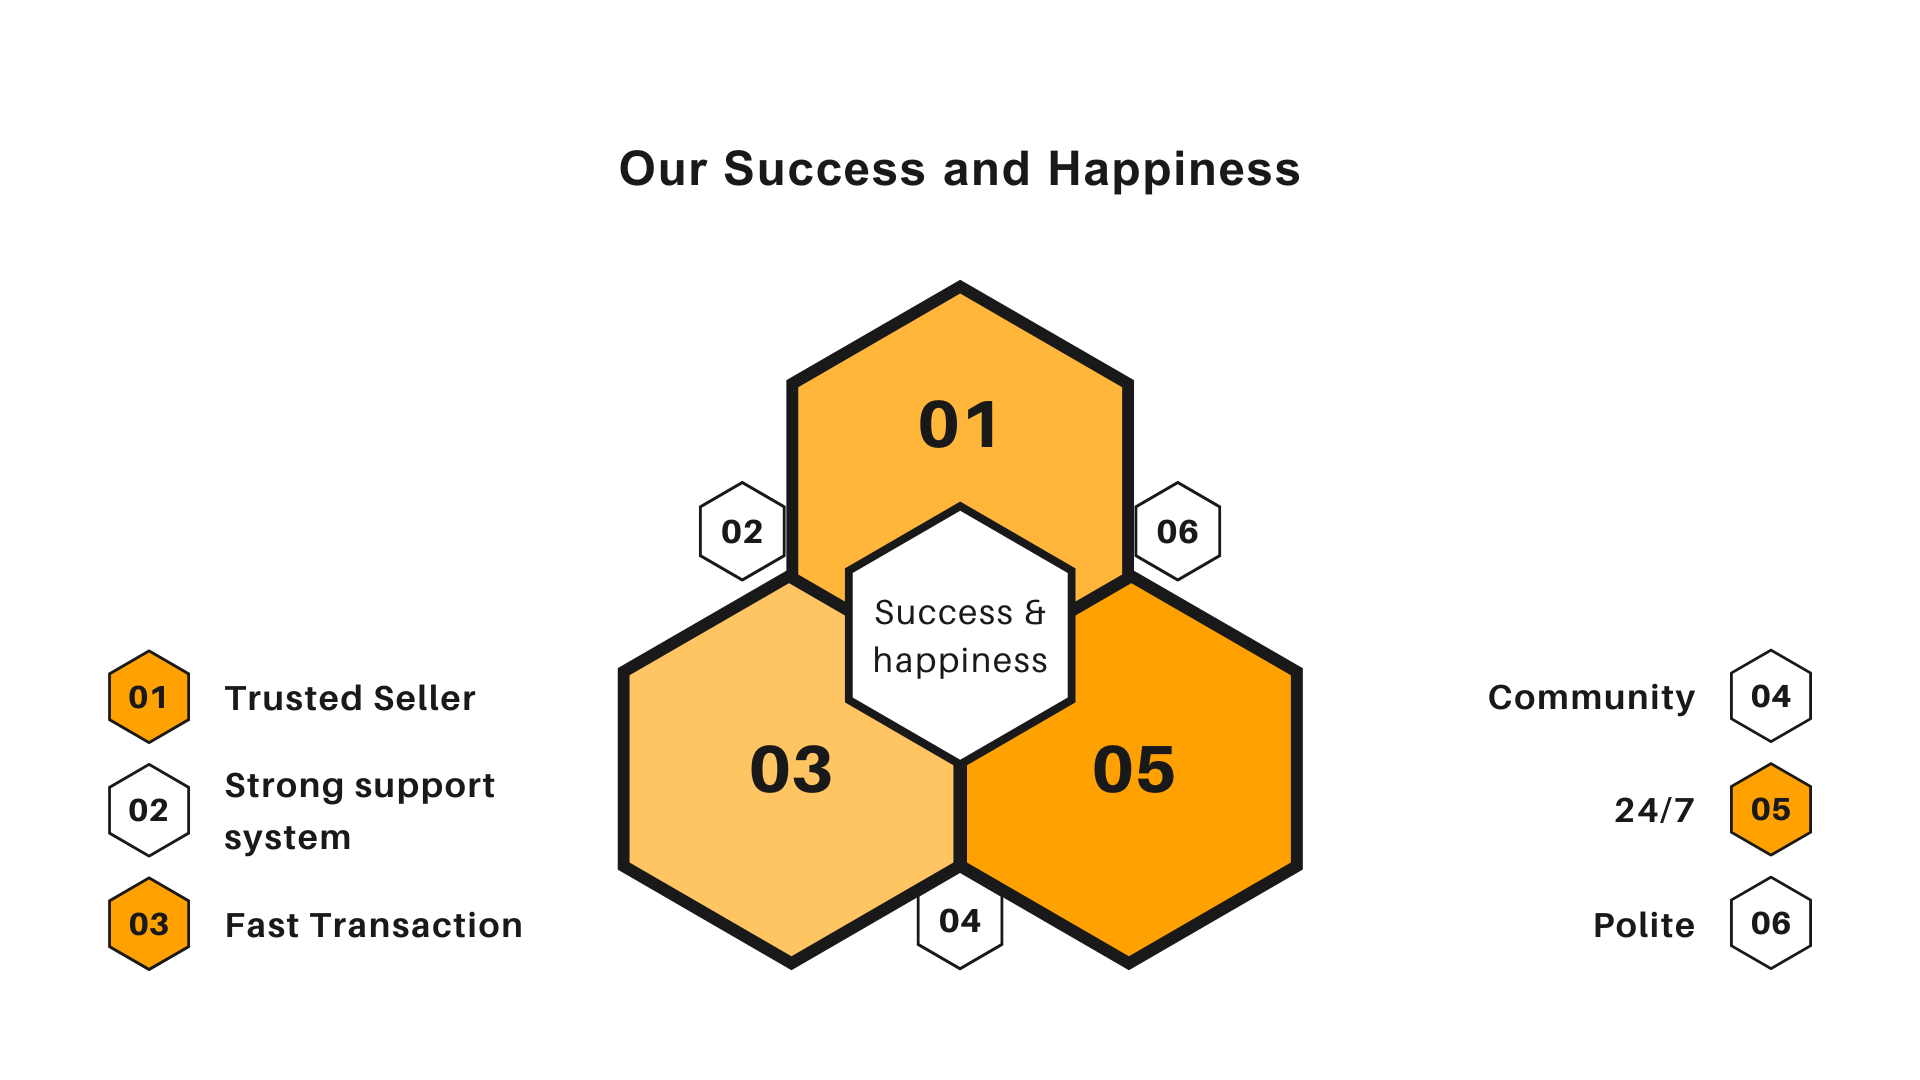 Our Success and Happiness
01
02
06
Success &
happiness
03
05
04
01
Trusted Seller
02
Strong support
system
03
Fast Transaction
Community
04
24/7
05
Polite
06